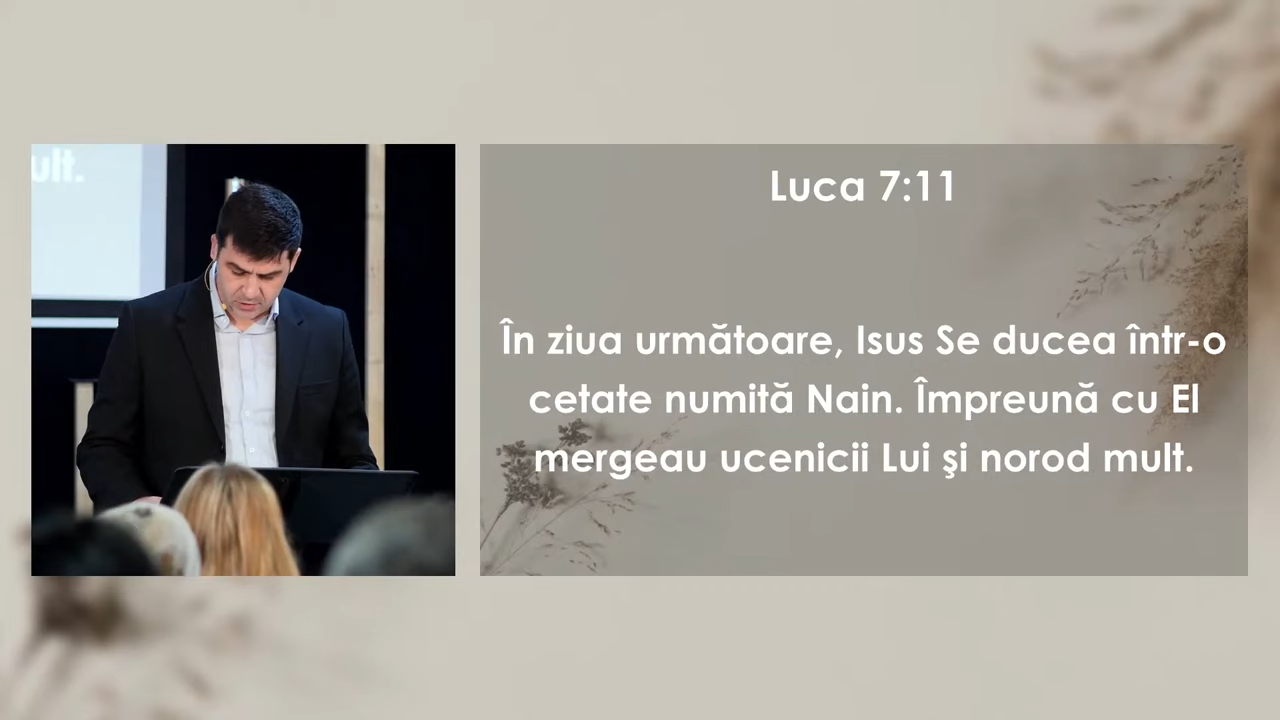 ult.
Luca 7:11
În ziua următoare, Isus Se ducea într-o
cetate numită Nain. Împreună cu El
mergeau ucenicii Lui şi norod mult.